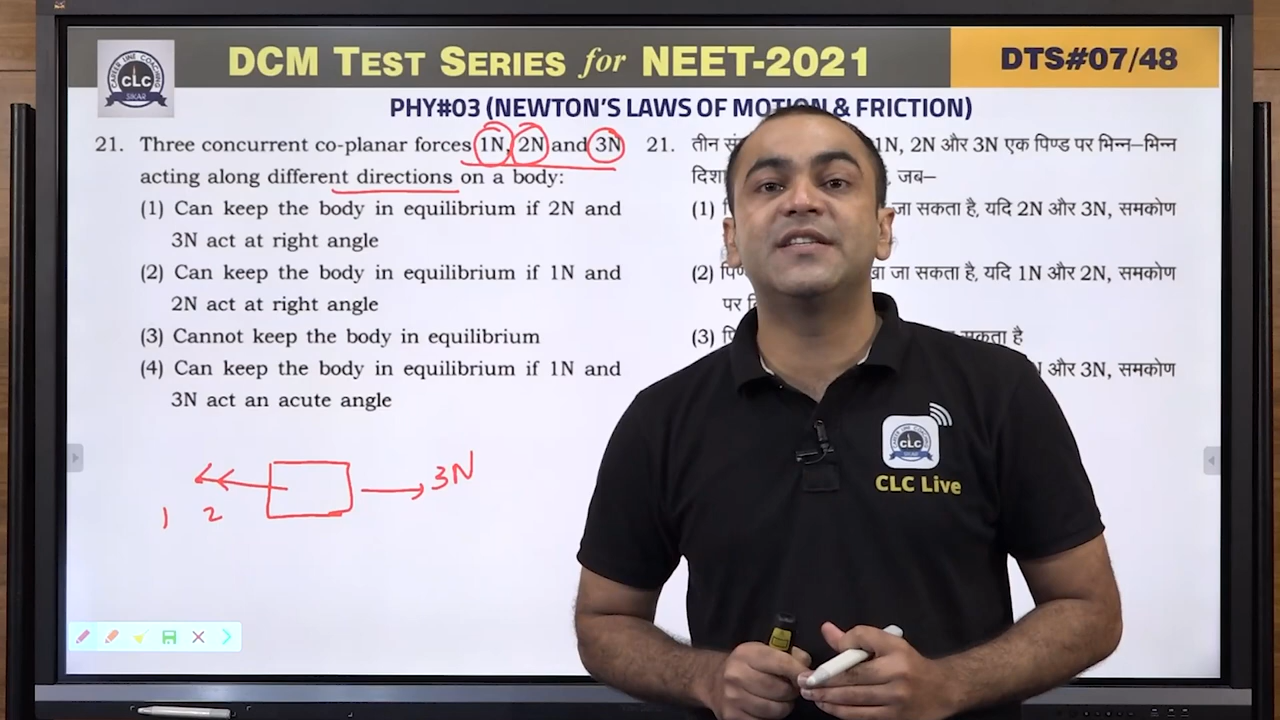 DCM TEST SERIES for NEET-2021
DTS#07/48
CAREER LINE COACHING
CLC
SIKAR
PHY#03 (NEWTON'S LAWS OF MOTION & FRICTION)
21. Three concurrent co-planar forces 1N, 2N and 3N
acting along different directions on a body:
(1) Can keep the body in equilibrium if 2N and
3N act at right angle
(2) Can keep the body in equilibrium if 1N and
2N act at right angle
(3) Cannot keep the body in equilibrium
(4) Can keep the body in equilibrium if 1N and
3N act an acute angle
21. तीन 1N, 2N और 3N एक पिण्ड पर भिन्न–भिन्न
जब–
(1) जा सकता है, यदि 2N और 3N, समकोण
(2) जा सकता है, यदि 1N और 2N, समकोण
पर
(3) सकता है
और 3N, समकोण
3N
1 2
CLC
CLC Live